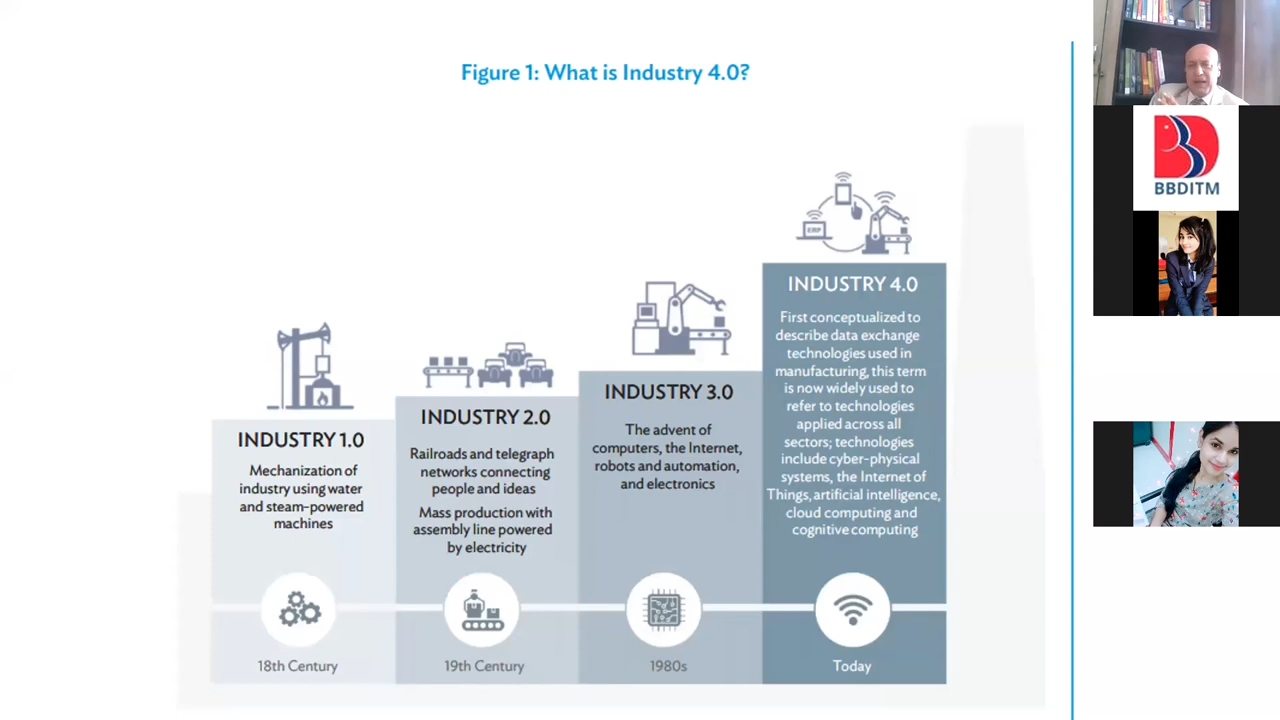 Figure 1: What is Industry 4.0?
INDUSTRY 1.0
Mechanization of
industry using water
and steam-powered
machines
18th Century
INDUSTRY 2.0
Railroads and telegraph
networks connecting
people and ideas
Mass production with
assembly line powered
by electricity
19th Century
INDUSTRY 3.0
The advent of
computers, the Internet,
robots and automation,
and electronics
1980s
ERP
INDUSTRY 4.0
First conceptualized to
describe data exchange
technologies used in
manufacturing, this term
is now widely used to
refer to technologies
applied across all
sectors; technologies
include cyber-physical
systems, the Internet of
Things, artificial intelligence,
cloud computing and
cognitive computing
Today
BBDITM